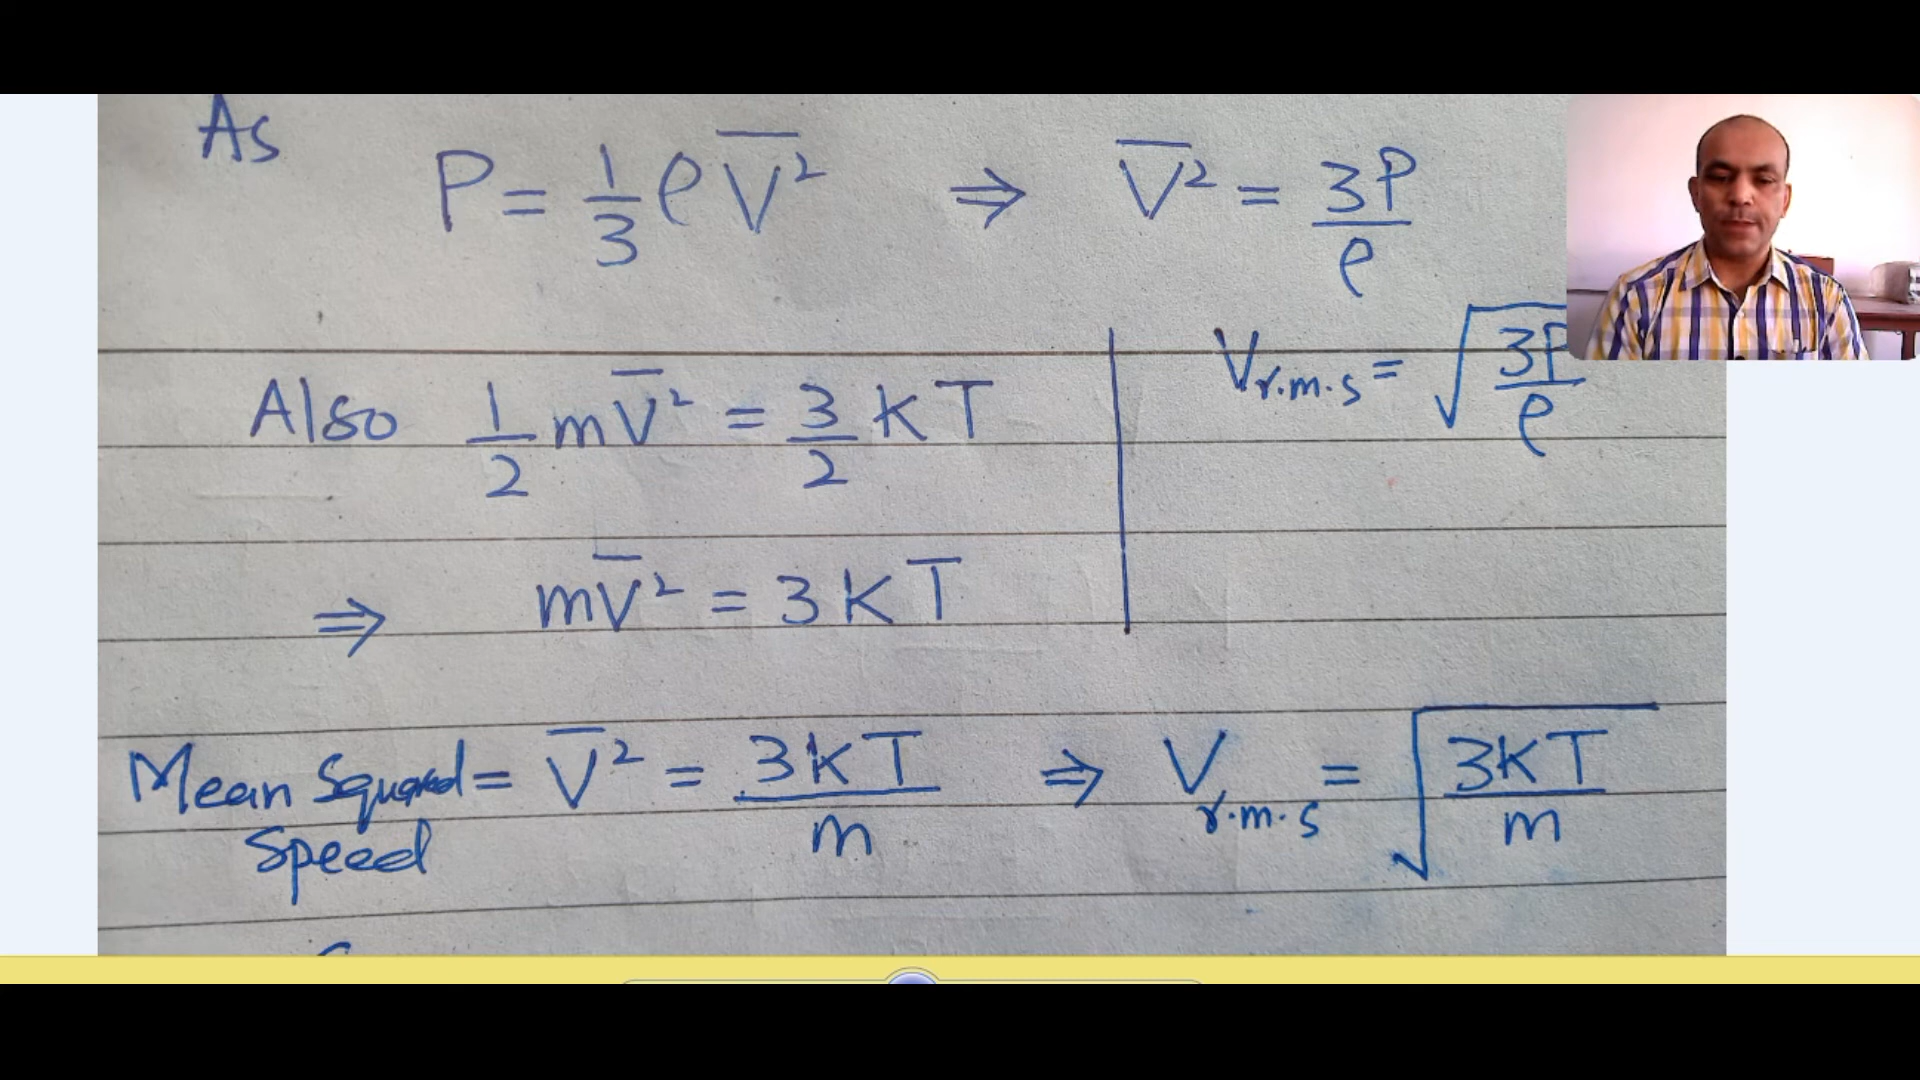 As
P = 1/3 ρ V̅² ⇒ V̅² = 3P/ρ
Vr.m.s = √(3P/ρ)
Also 1/2 mV̅² = 3/2 KT
⇒ mV̅² = 3KT
Mean Squared Speed = V̅² = 3KT/m ⇒ Vr.m.s = √(3KT/m)